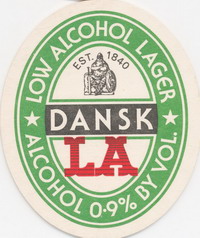 LOW ALCOHOL LAGER
EST. 1840
DANSK
LA
ALCOHOL 0.9% BY VOL.